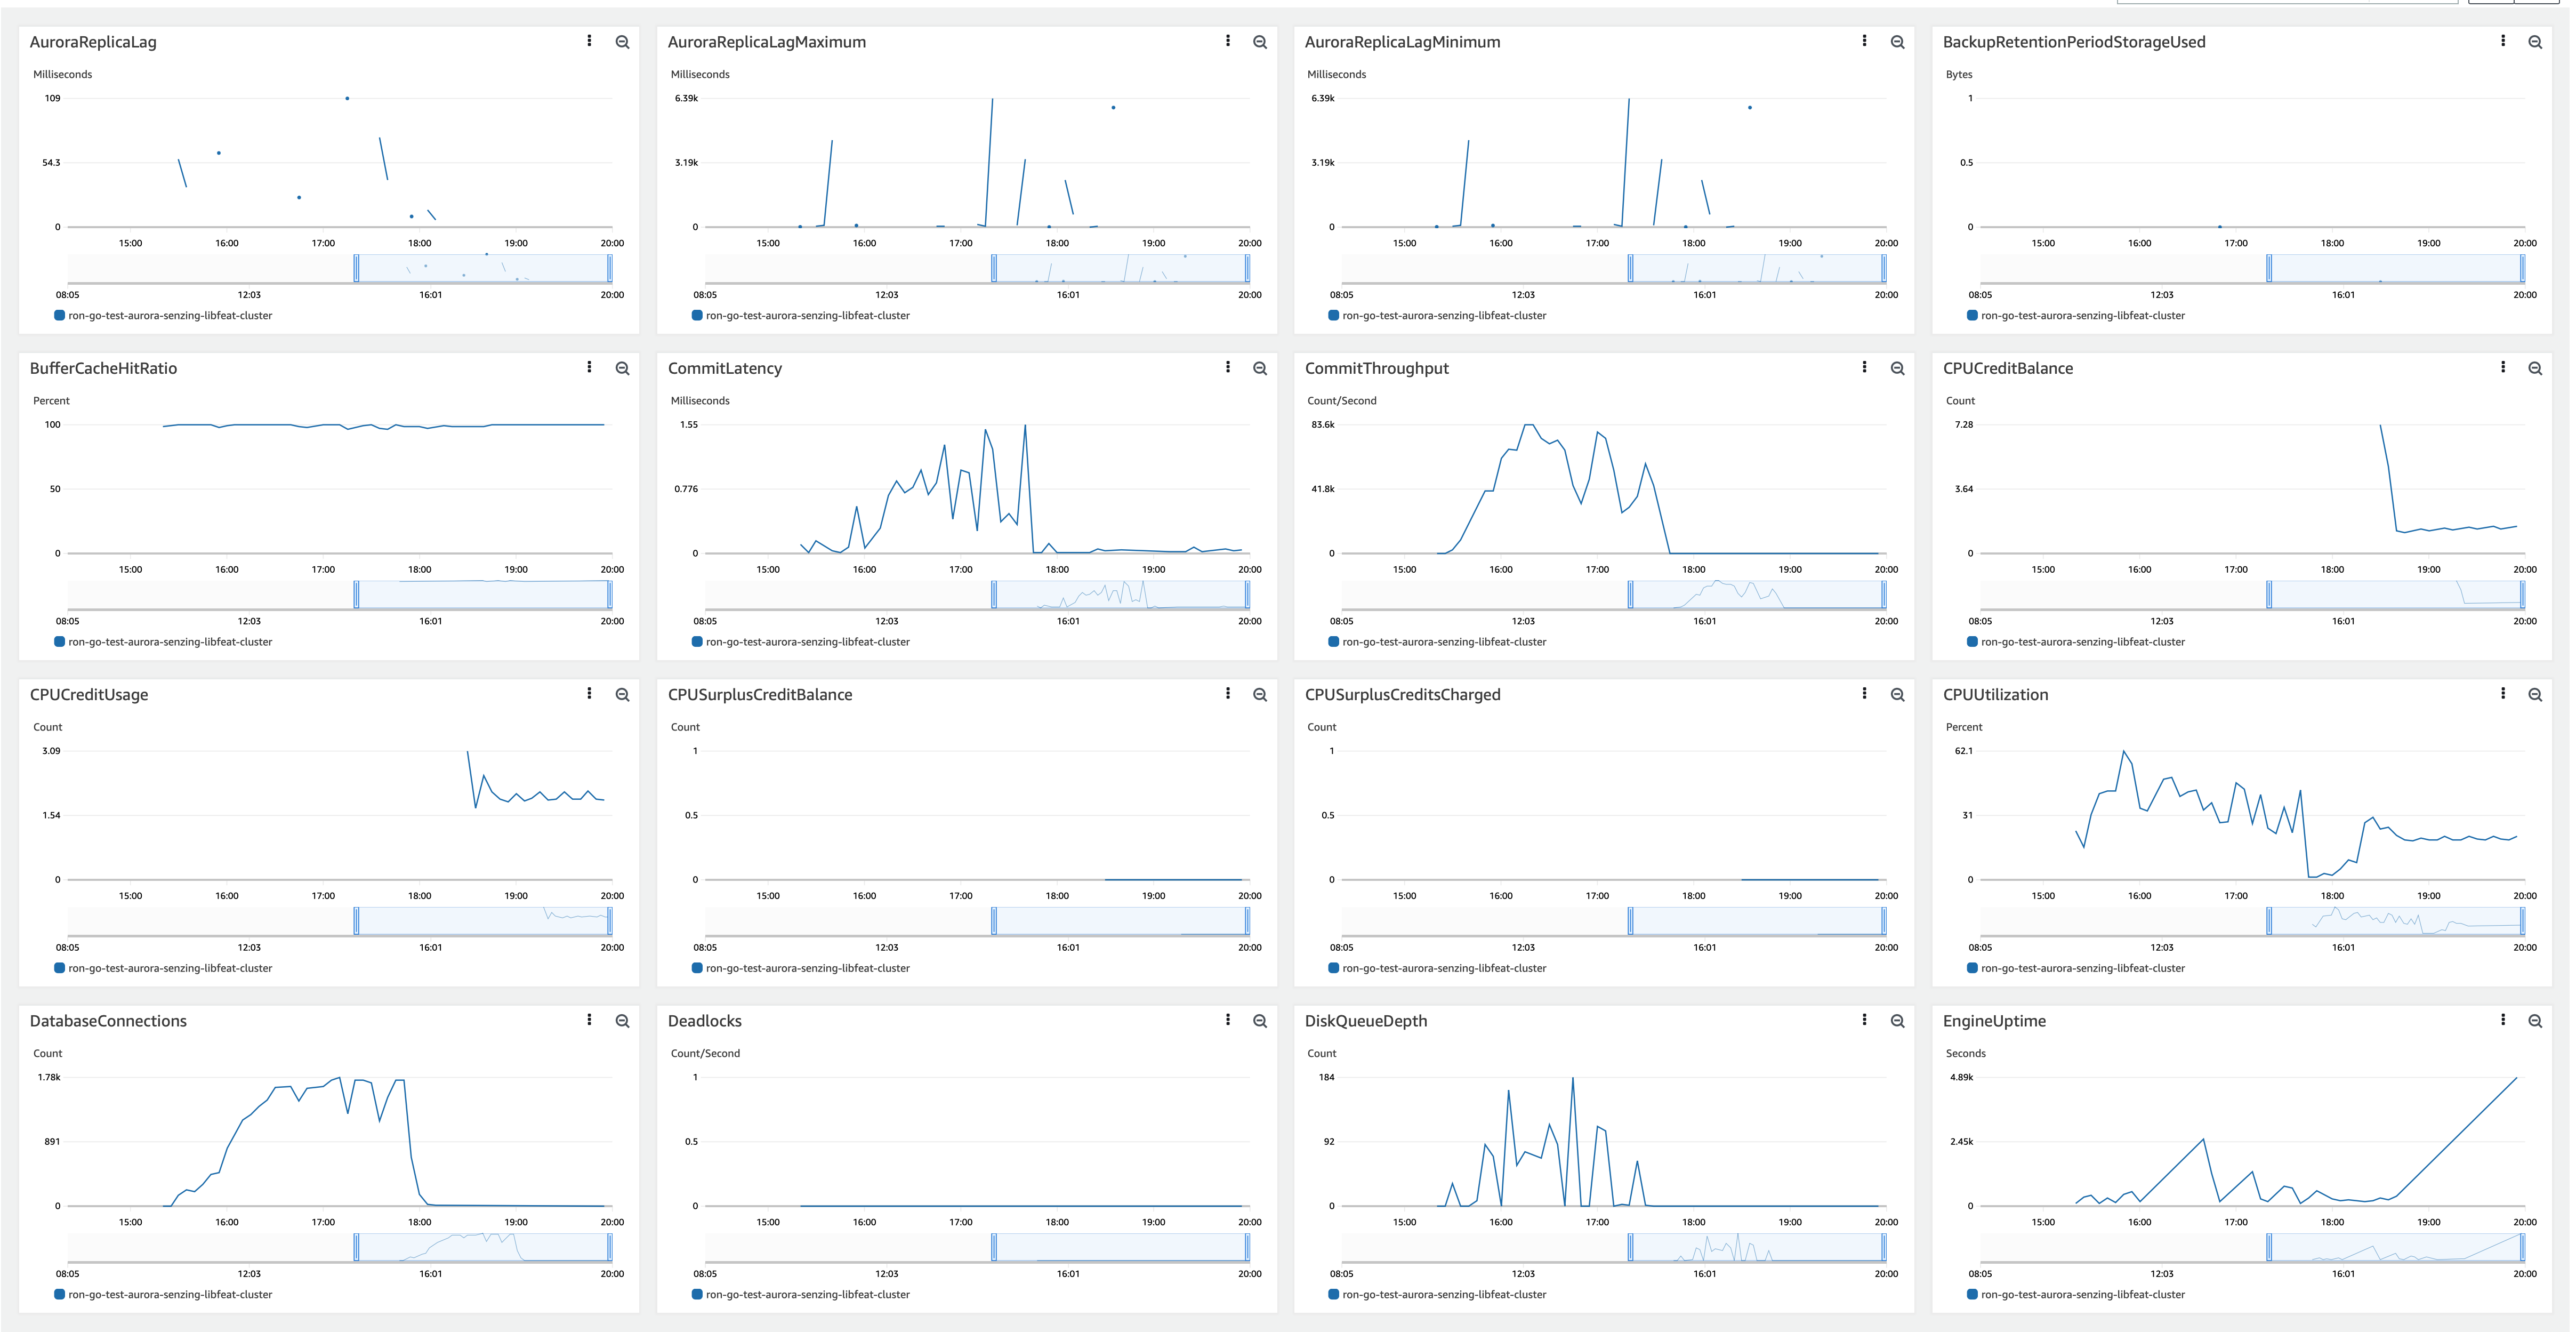 AuroraReplicaLag
Milliseconds
109
54.3
0
15:00 16:00 17:00 18:00 19:00 20:00
08:05 12:03 16:01 20:00
ron-go-test-aurora-senzing-libfeat-cluster
AuroraReplicaLagMaximum
Milliseconds
6.39k
3.19k
0
15:00 16:00 17:00 18:00 19:00 20:00
08:05 12:03 16:01 20:00
ron-go-test-aurora-senzing-libfeat-cluster
AuroraReplicaLagMinimum
Milliseconds
6.39k
3.19k
0
15:00 16:00 17:00 18:00 19:00 20:00
08:05 12:03 16:01 20:00
ron-go-test-aurora-senzing-libfeat-cluster
BackupRetentionPeriodStorageUsed
Bytes
1
0.5
0
15:00 16:00 17:00 18:00 19:00 20:00
08:05 12:03 16:01 20:00
ron-go-test-aurora-senzing-libfeat-cluster
BufferCacheHitRatio
Percent
100
50
0
15:00 16:00 17:00 18:00 19:00 20:00
08:05 12:03 16:01 20:00
ron-go-test-aurora-senzing-libfeat-cluster
CommitLatency
Milliseconds
1.55
0.776
0
15:00 16:00 17:00 18:00 19:00 20:00
08:05 12:03 16:01 20:00
ron-go-test-aurora-senzing-libfeat-cluster
CommitThroughput
Count/Second
83.6k
41.8k
0
15:00 16:00 17:00 18:00 19:00 20:00
08:05 12:03 16:01 20:00
ron-go-test-aurora-senzing-libfeat-cluster
CPUCreditBalance
Count
7.28
3.64
0
15:00 16:00 17:00 18:00 19:00 20:00
08:05 12:03 16:01 20:00
ron-go-test-aurora-senzing-libfeat-cluster
CPUCreditUsage
Count
3.09
1.54
0
15:00 16:00 17:00 18:00 19:00 20:00
08:05 12:03 16:01 20:00
ron-go-test-aurora-senzing-libfeat-cluster
CPUSurplusCreditBalance
Count
1
0.5
0
15:00 16:00 17:00 18:00 19:00 20:00
08:05 12:03 16:01 20:00
ron-go-test-aurora-senzing-libfeat-cluster
CPUSurplusCreditsCharged
Count
1
0.5
0
15:00 16:00 17:00 18:00 19:00 20:00
08:05 12:03 16:01 20:00
ron-go-test-aurora-senzing-libfeat-cluster
CPUUtilization
Percent
62.1
31
0
15:00 16:00 17:00 18:00 19:00 20:00
08:05 12:03 16:01 20:00
ron-go-test-aurora-senzing-libfeat-cluster
DatabaseConnections
Count
1.78k
891
0
15:00 16:00 17:00 18:00 19:00 20:00
08:05 12:03 16:01 20:00
ron-go-test-aurora-senzing-libfeat-cluster
Deadlocks
Count/Second
1
0.5
0
15:00 16:00 17:00 18:00 19:00 20:00
08:05 12:03 16:01 20:00
ron-go-test-aurora-senzing-libfeat-cluster
DiskQueueDepth
Count
184
92
0
15:00 16:00 17:00 18:00 19:00 20:00
08:05 12:03 16:01 20:00
ron-go-test-aurora-senzing-libfeat-cluster
EngineUptime
Seconds
4.89k
2.45k
0
15:00 16:00 17:00 18:00 19:00 20:00
08:05 12:03 16:01 20:00
ron-go-test-aurora-senzing-libfeat-cluster